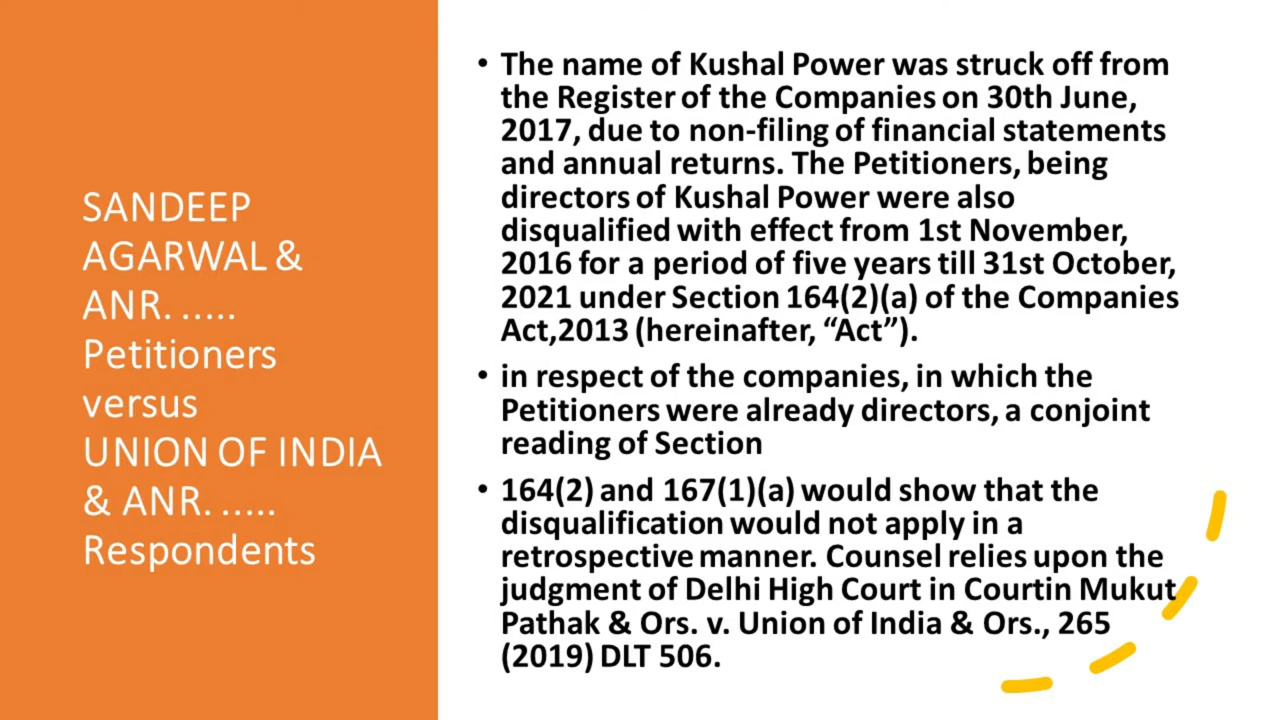 SANDEEP
AGARWAL &
ANR. .....
Petitioners
versus
UNION OF INDIA
& ANR. .....
Respondents
• The name of Kushal Power was struck off from
the Register of the Companies on 30th June,
2017, due to non-filing of financial statements
and annual returns. The Petitioners, being
directors of Kushal Power were also
disqualified with effect from 1st November,
2016 for a period of five years till 31st October,
2021 under Section 164(2)(a) of the Companies
Act,2013 (hereinafter, “Act”).
• in respect of the companies, in which the
Petitioners were already directors, a conjoint
reading of Section
• 164(2) and 167(1)(a) would show that the
disqualification would not apply in a
retrospective manner. Counsel relies upon the
judgment of Delhi High Court in Courtin Mukut
Pathak & Ors. v. Union of India & Ors., 265
(2019) DLT 506.